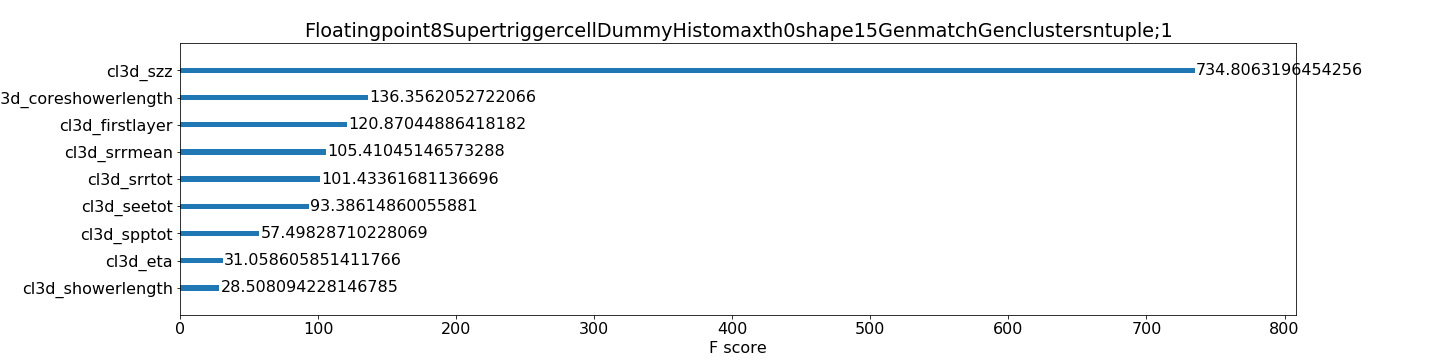 Floatingpoint8SupertriggercellDummyHistomaxth0shape15GenmatchGenclustersntuple;1
cl3d_szz 734.8063196454256
3d_coreshowerlength 136.3562052722066
cl3d_firstlayer 120.87044886418182
cl3d_srrmean 105.41045146573288
cl3d_srrtot 101.43361681136696
cl3d_seetot 93.38614860055881
cl3d_spptot 57.49828710228069
cl3d_eta 31.058605851411766
cl3d_showerlength 28.508094228146785
0 100 200 300 400 500 600 700 800
F score